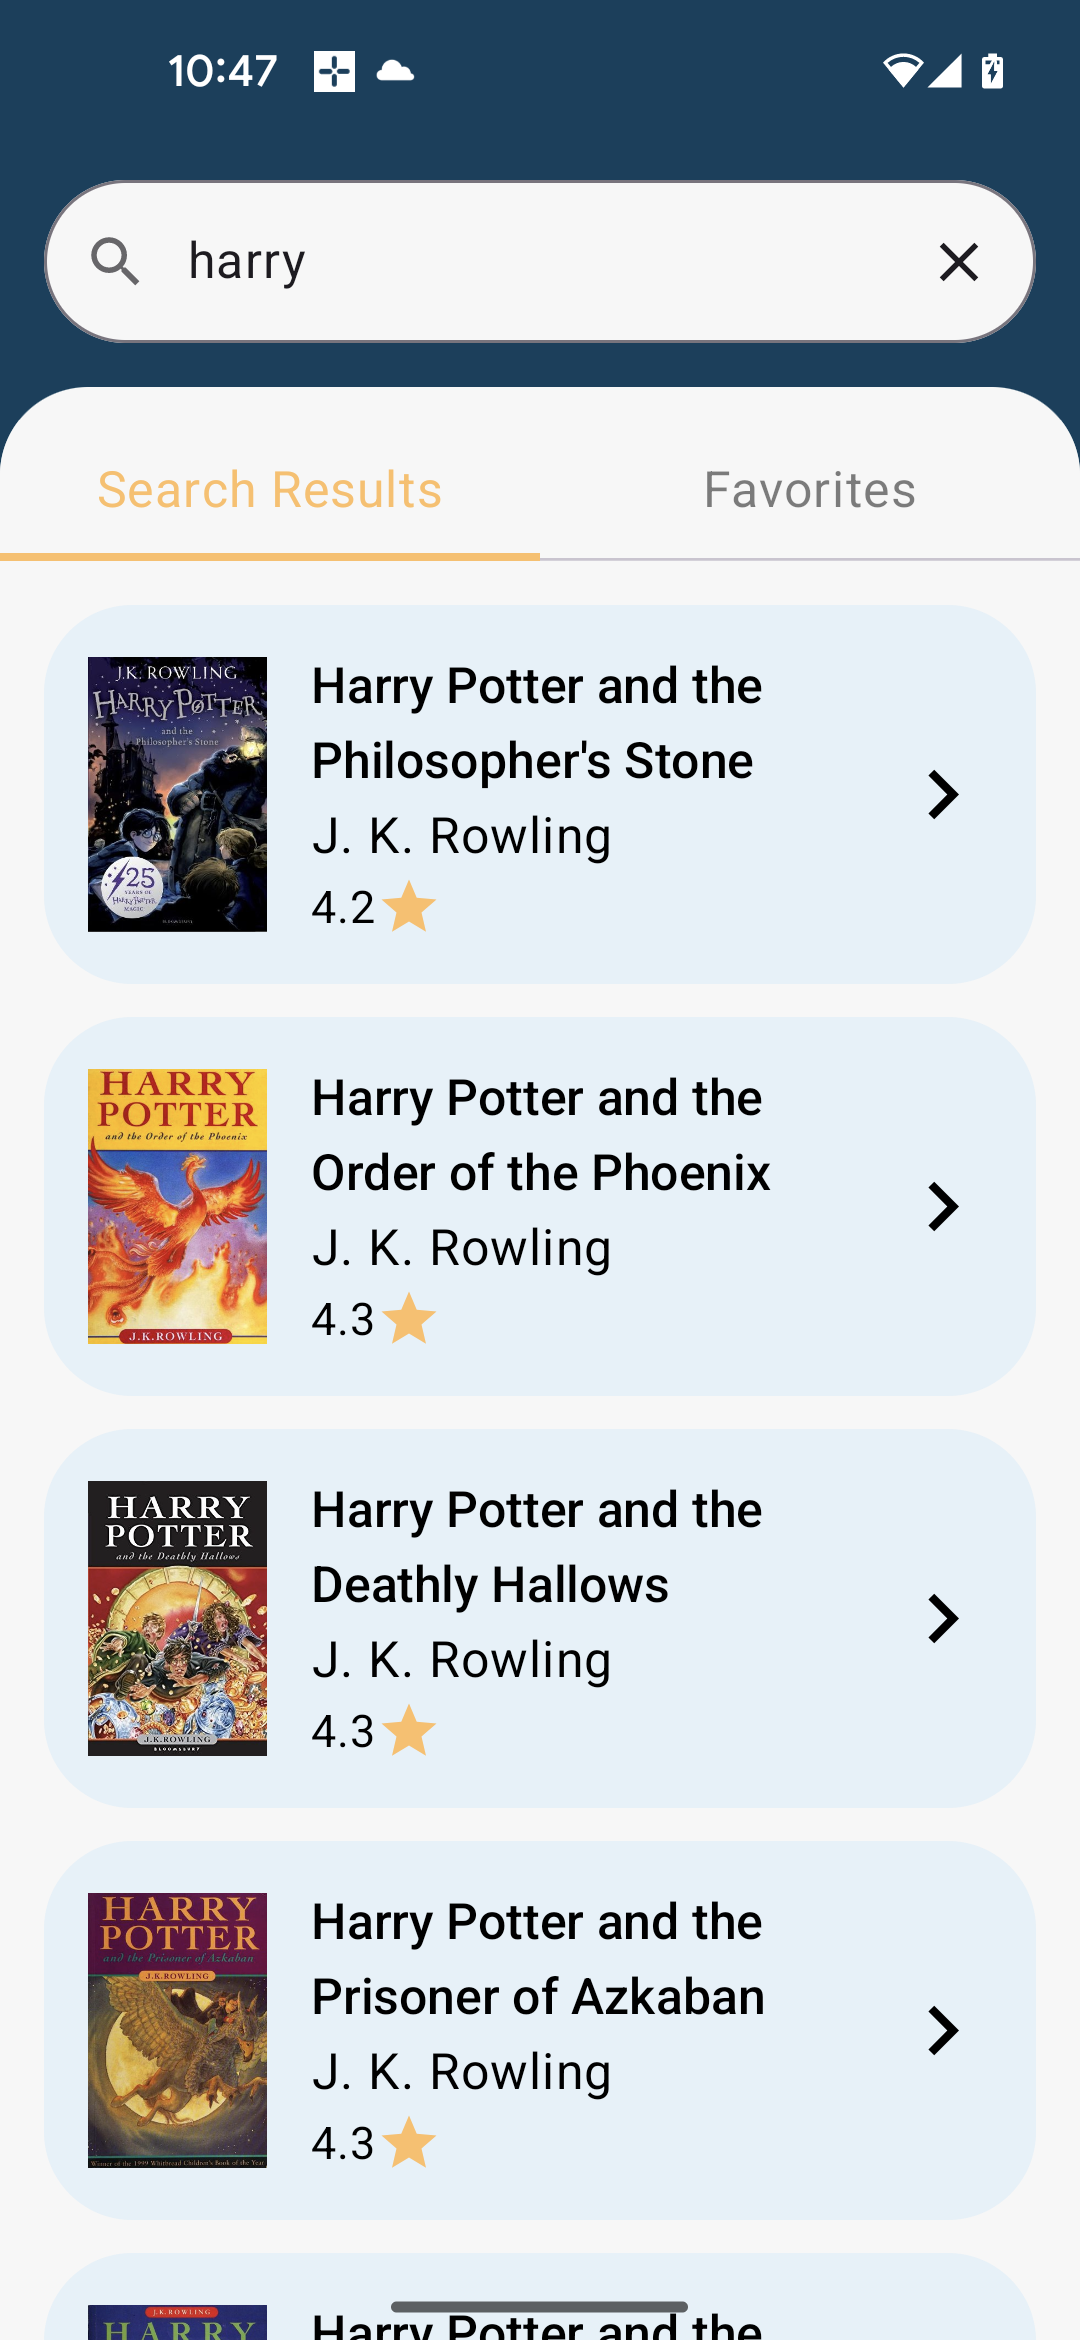 10:47
harry
Search Results
Favorites
J.K. ROWLING
HARRY POTTER
and the
Philosopher's Stone
25
YEARS OF
HARRY POTTER
MAGIC
Harry Potter and the
Philosopher's Stone
J. K. Rowling
4.2
HARRY
POTTER
and the Order of the Phoenix
J.K.ROWLING
Harry Potter and the
Order of the Phoenix
J. K. Rowling
4.3
HARRY
POTTER
and the Deathly Hallows
J.K.ROWLING
BLOOMSBURY
Harry Potter and the
Deathly Hallows
J. K. Rowling
4.3
HARRY
POTTER
and the Prisoner of Azkaban
J.K.ROWLING
Winner of the 1999 Whitbread Children's Book of the Year
Harry Potter and the
Prisoner of Azkaban
J. K. Rowling
4.3
J.K.ROWLING
HARRY
Harry Potter and the